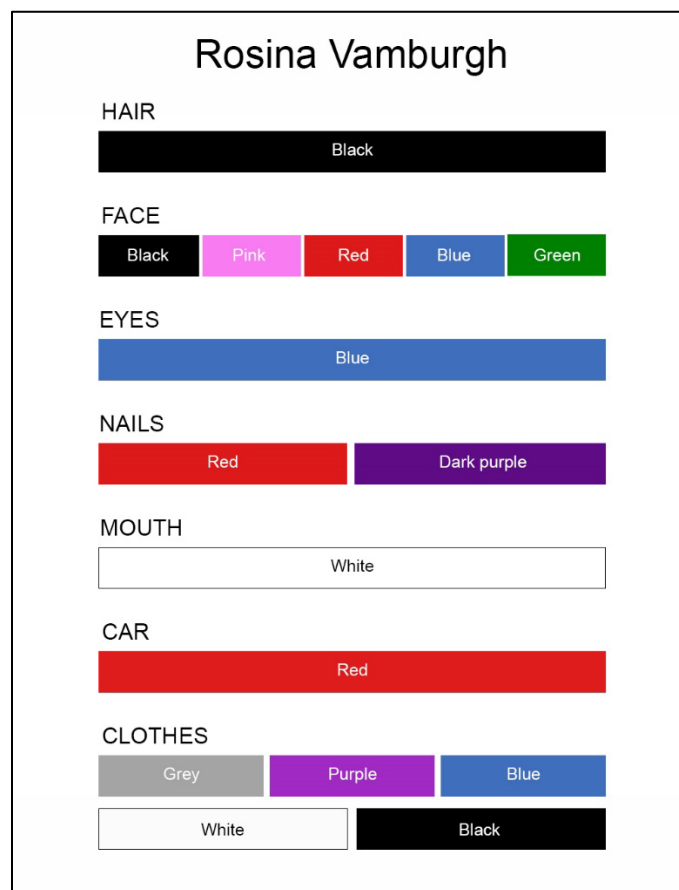 Rosina Vamburgh
HAIR
Black
FACE
Black Pink Red Blue Green
EYES
Blue
NAILS
Red Dark purple
MOUTH
White
CAR
Red
CLOTHES
Grey Purple Blue
White Black